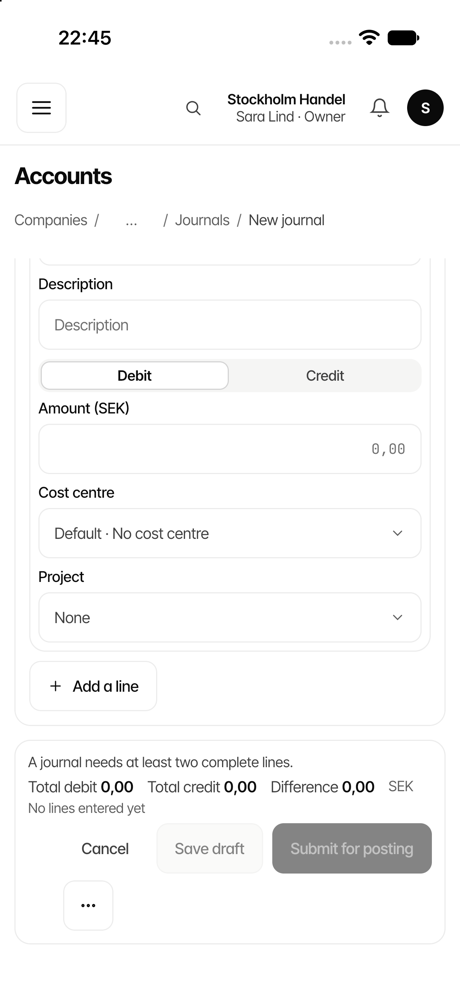 22:45
Stockholm Handel
Sara Lind · Owner
S
Accounts
Companies / ... / Journals / New journal
Description
Description
Debit Credit
Amount (SEK)
0,00
Cost centre
Default · No cost centre
Project
None
+ Add a line
A journal needs at least two complete lines.
Total debit 0,00 Total credit 0,00 Difference 0,00 SEK
No lines entered yet
Cancel Save draft Submit for posting
...